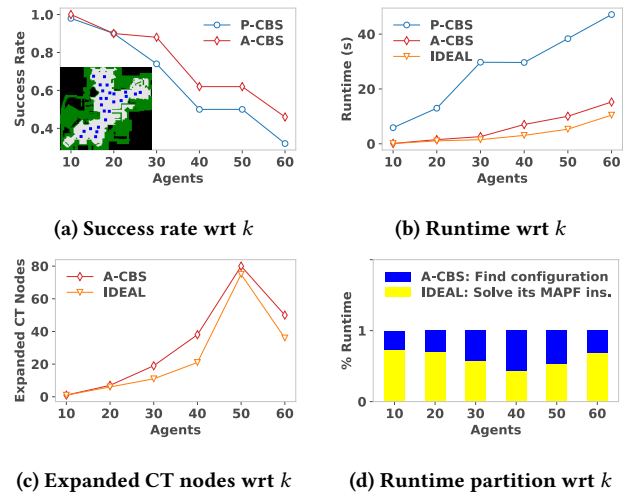 1.0
0.8
0.6
0.4
Success Rate
P-CBS
A-CBS
10 20 30 40 50 60
Agents
(a) Success rate wrt k
40
20
0
Runtime (s)
P-CBS
A-CBS
IDEAL
10 20 30 40 50 60
Agents
(b) Runtime wrt k
80
60
40
20
0
Expanded CT Nodes
A-CBS
IDEAL
10 20 30 40 50 60
Agents
(c) Expanded CT nodes wrt k
A-CBS: Find configuration
IDEAL: Solve its MAPF ins.
1
0
% Runtime
10 20 30 40 50 60
Agents
(d) Runtime partition wrt k